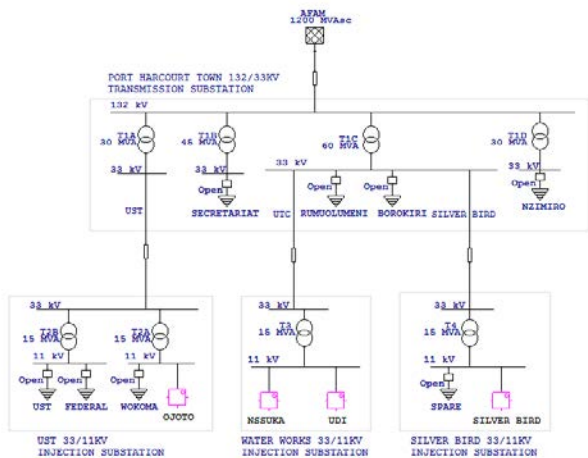 AFAM
1200 MVAsc
PORT HARCOURT TOWN 132/33KV
TRANSMISSION SUBSTATION
132 kV
T1A
30 MVA
T1B
45 MVA
T1C
60 MVA
T1D
30 MVA
33 kV
33 kV
33 kV
33 kV
Open
Open
Open
Open
UST
SECRETARIAT
UTC
RUMUOLUMENI
BOROKIRI
SILVER BIRD
NZIMIRO
33 kV
33 kV
33 kV
T2B
15 MVA
T2A
15 MVA
T3
15 MVA
T4
15 MVA
11 kV
11 kV
11 kV
11 kV
Open
Open
Open
Open
UST
FEDERAL
WOKOMA
OJOTO
NSSUKA
UDI
SPARE
SILVER BIRD
UST 33/11KV
INJECTION SUBSTATION
WATER WORKS 33/11KV
INJECTION SUBSTATION
SILVER BIRD 33/11KV
INJECTION SUBSTATION